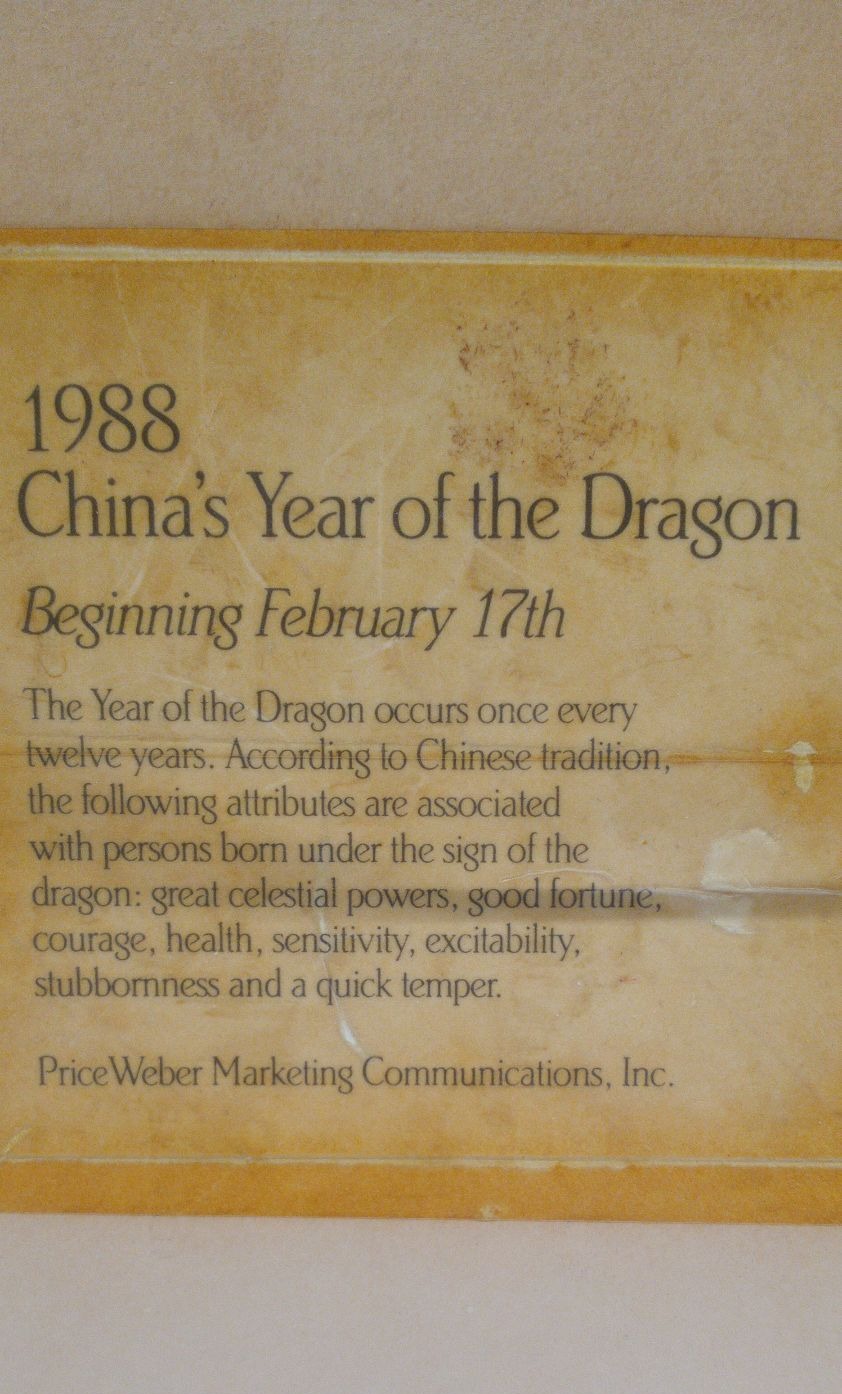 1988
China's Year of the Dragon
Beginning February 17th
The Year of the Dragon occurs once every
twelve years. According to Chinese tradition,
the following attributes are associated
with persons born under the sign of the
dragon: great celestial powers, good fortune,
courage, health, sensitivity, excitability,
stubbornness and a quick temper.
PriceWeber Marketing Communications, Inc.